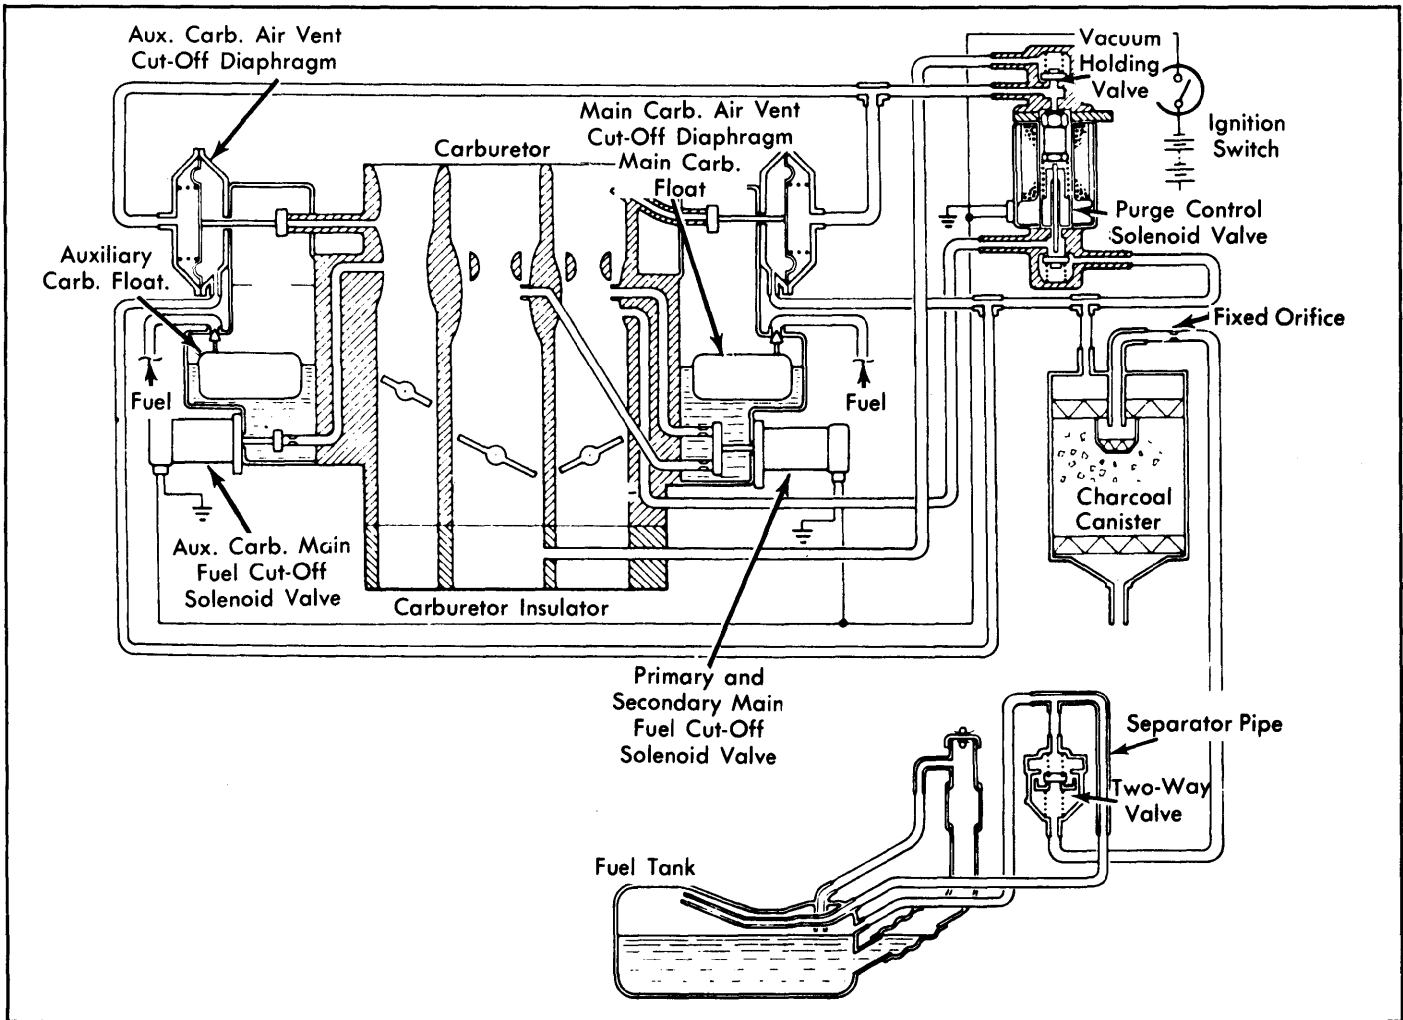 Aux. Carb. Air Vent
Cut-Off Diaphragm
Vacuum
Holding
Valve
Main Carb. Air Vent
Cut-Off Diaphragm
Main Carb.
Float
Ignition
Switch
Carburetor
Purge Control
Solenoid Valve
Auxiliary
Carb. Float.
Fixed Orifice
Fuel
Fuel
Charcoal
Canister
Aux. Carb. Main
Fuel Cut-Off
Solenoid Valve
Carburetor Insulator
Primary and
Secondary Main
Fuel Cut-Off
Solenoid Valve
Separator Pipe
Two-Way
Valve
Fuel Tank